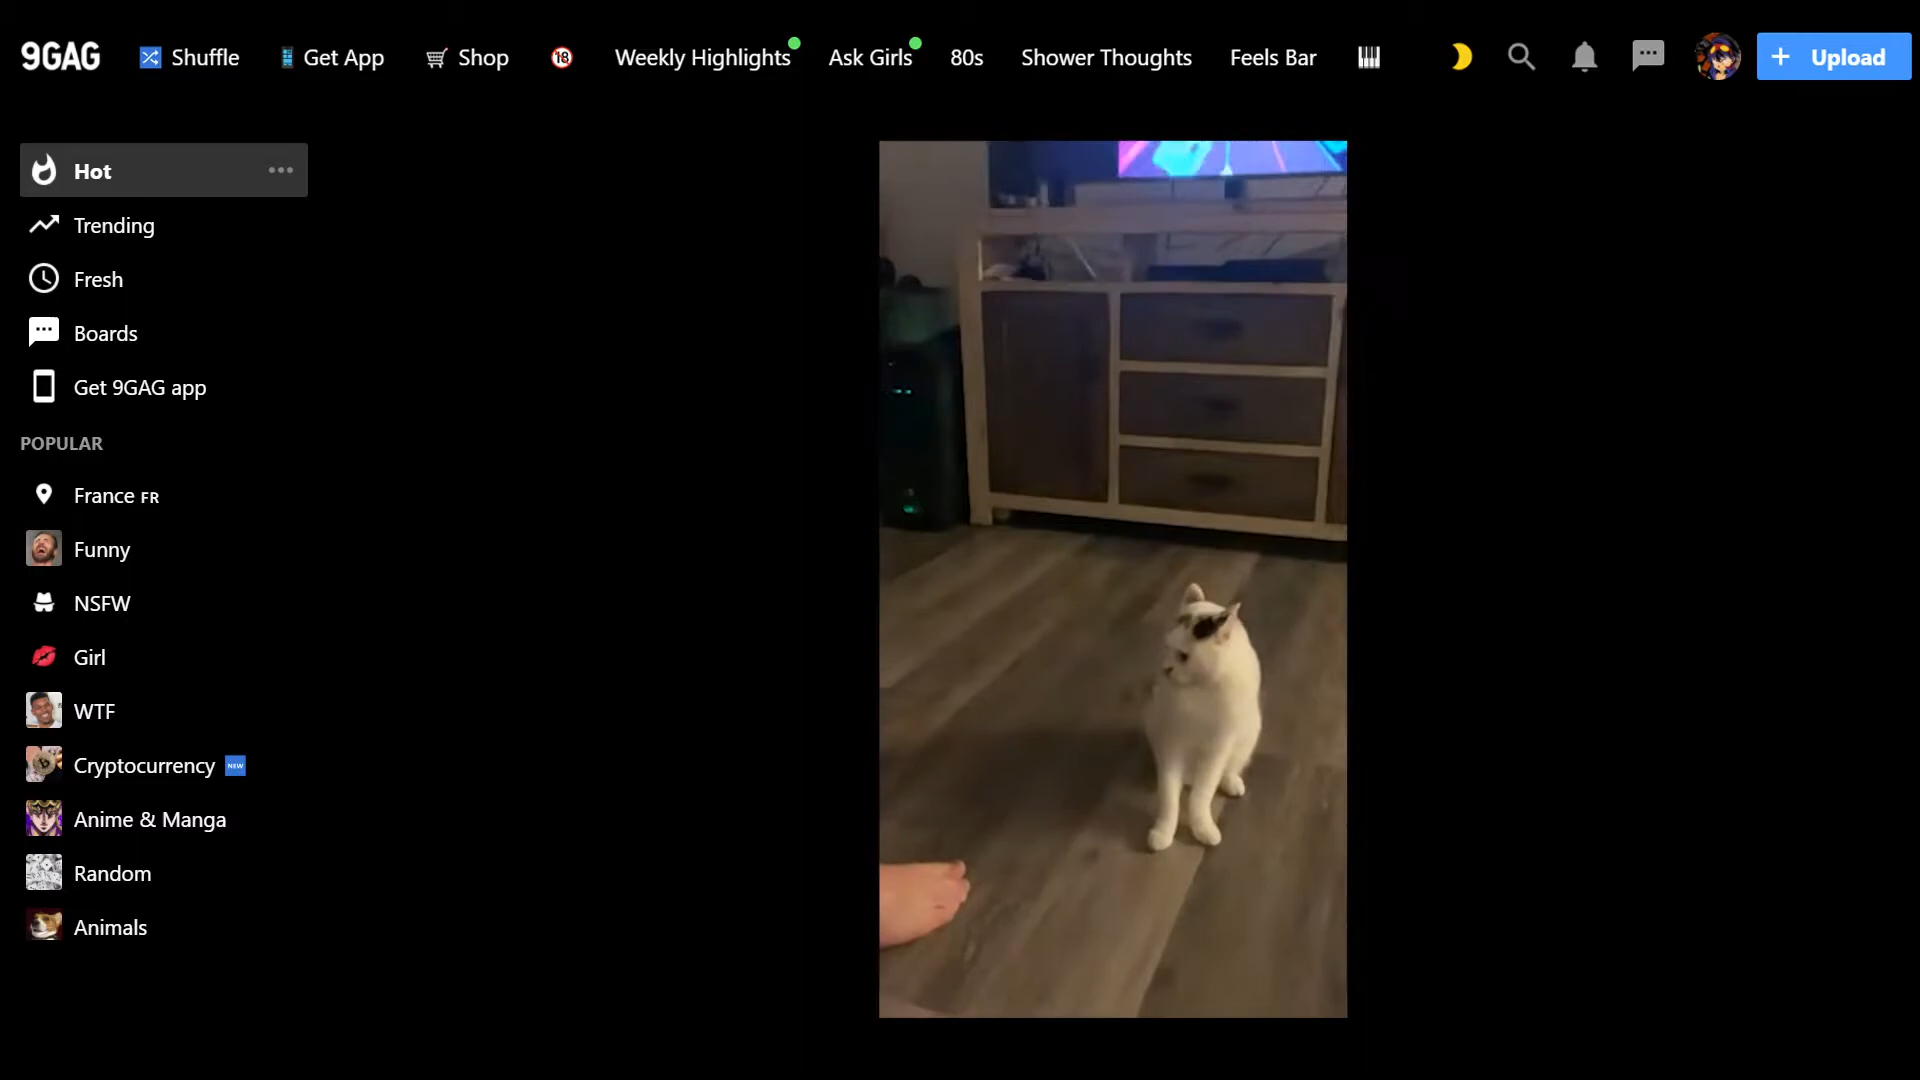 9GAG
Shuffle
Get App
Shop
18
Weekly Highlights
Ask Girls
80s
Shower Thoughts
Feels Bar
+ Upload
Hot
Trending
Fresh
Boards
Get 9GAG app
POPULAR
France FR
Funny
NSFW
Girl
WTF
Cryptocurrency NEW
Anime & Manga
Random
Animals